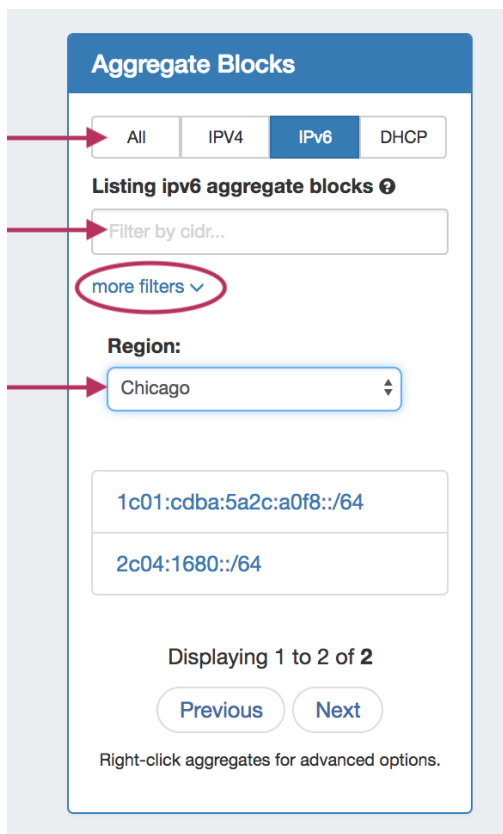 Aggregate Blocks
All IPV4 IPv6 DHCP
Listing ipv6 aggregate blocks ?
Filter by cidr...
more filters
Region:
Chicago
1c01:cdba:5a2c:a0f8::/64
2c04:1680::/64
Displaying 1 to 2 of 2
Previous Next
Right-click aggregates for advanced options.